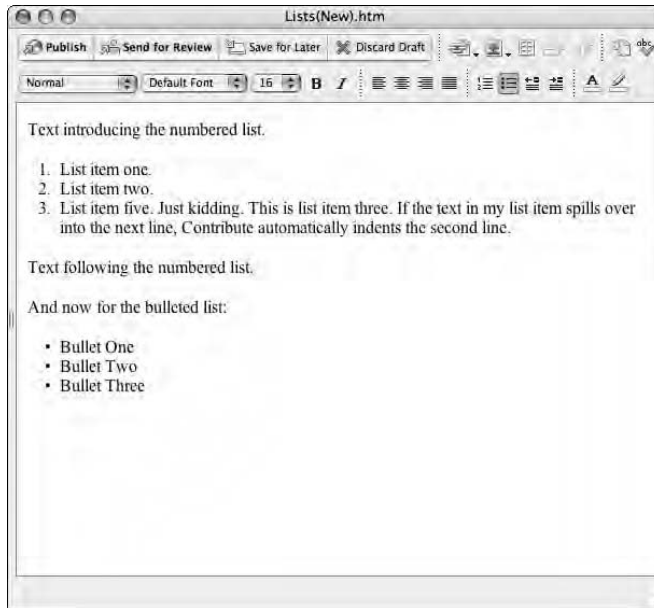 Lists(New).htm
Publish Send for Review Save for Later Discard Draft abc
Normal Default Font 16 B I A
Text introducing the numbered list.
1. List item one.
2. List item two.
3. List item five. Just kidding. This is list item three. If the text in my list item spills over
into the next line, Contribute automatically indents the second line.
Text following the numbered list.
And now for the bulleted list:
• Bullet One
• Bullet Two
• Bullet Three